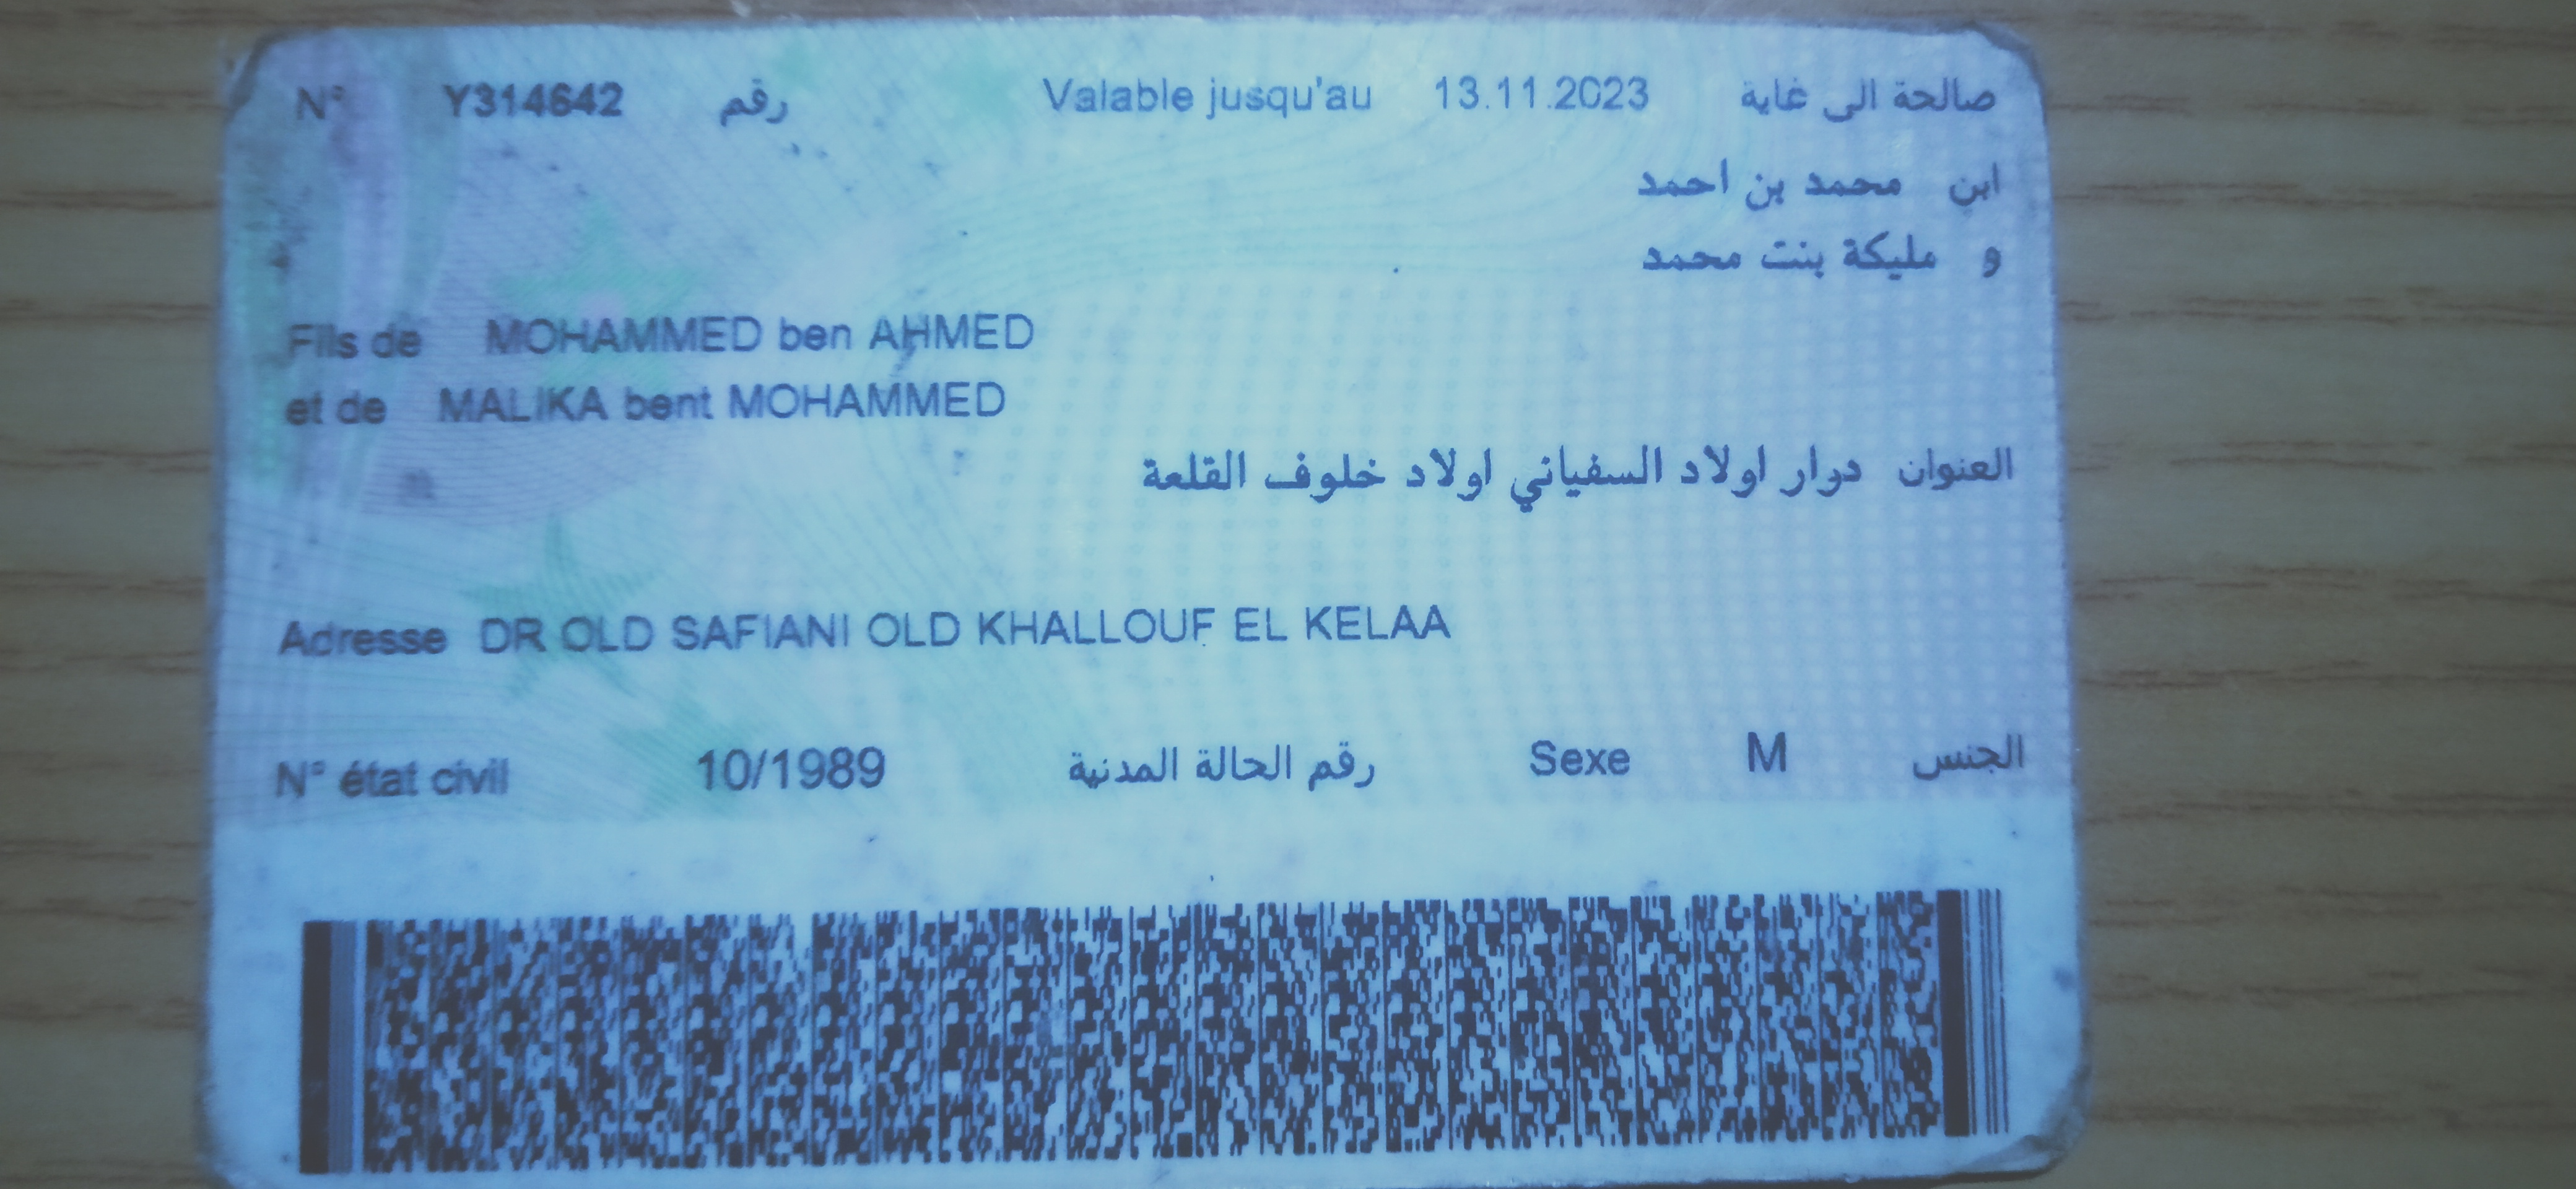 N° Y314642 رقم Valable jusqu'au 13.11.2023 صالحة الى غاية
ابن محمد بن احمد
و مليكة بنت محمد
Fils de MOHAMMED ben AHMED
et de MALIKA bent MOHAMMED
العنوان دوار اولاد السفياني اولاد خلوف القلعة
Adresse DR OLD SAFIANI OLD KHALLOUF EL KELAA
N° état civil 10/1989 رقم الحالة المدنية Sexe M الجنس